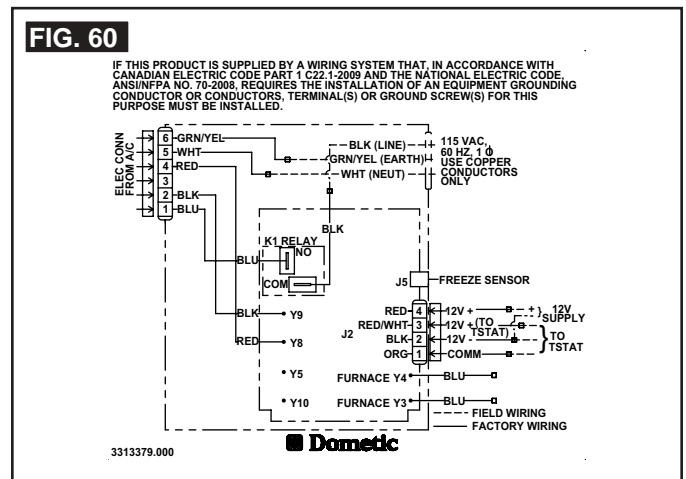 FIG. 60
IF THIS PRODUCT IS SUPPLIED BY A WIRING SYSTEM THAT, IN ACCORDANCE WITH
CANADIAN ELECTRIC CODE PART 1 C22.1-2009 AND THE NATIONAL ELECTRIC CODE,
ANSI/NFPA NO. 70-2008, REQUIRES THE INSTALLATION OF AN EQUIPMENT GROUNDING
CONDUCTOR OR CONDUCTORS, TERMINAL(S) OR GROUND SCREW(S) FOR THIS
PURPOSE MUST BE INSTALLED.
ELEC CONN
FROM A/C
6 GRN/YEL
5 WHT
4 RED
3
2 BLK
1 BLU
BLK (LINE)
GRN/YEL (EARTH)
WHT (NEUT)
115 VAC,
60 HZ, 1 ϕ
USE COPPER
CONDUCTORS
ONLY
BLK
K1 RELAY
NO
BLU
COM
J5
FREEZE SENSOR
BLK
Y9
RED
Y8
Y5
Y10
J2
RED 4 12V +
RED/WHT 3 12V + (TO
TSTAT)
BLK 2 12V -
ORG 1 COMM
+
-
} 12V
SUPPLY
} TO
TSTAT
FURNACE Y4 BLU
FURNACE Y3 BLU
FIELD WIRING
FACTORY WIRING
Dometic
3313379.000